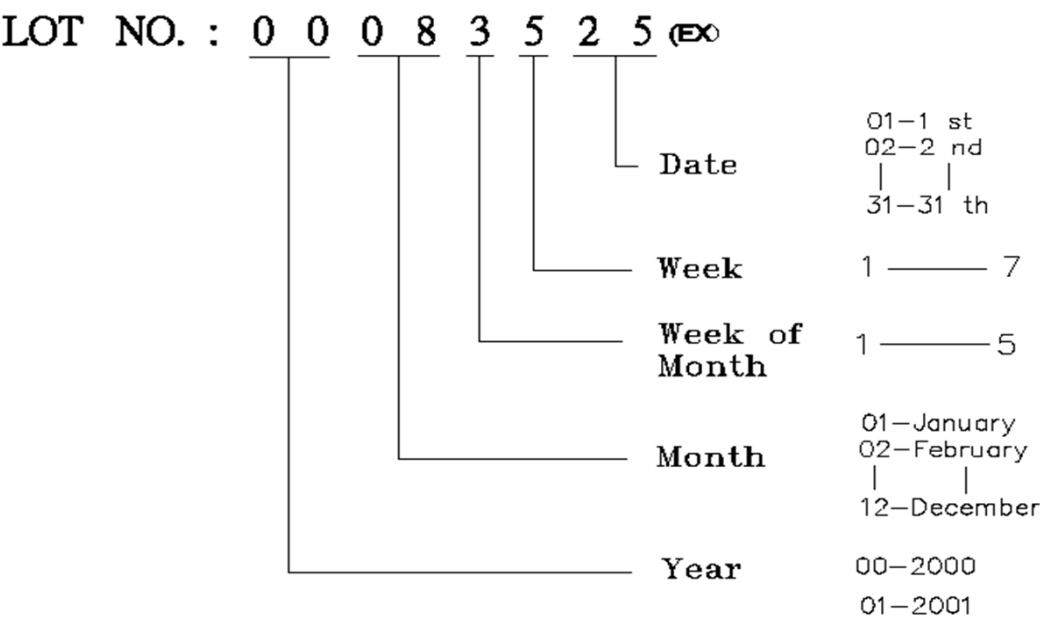 LOT NO. : 0 0 0 8 3 5 2 5 (EX)
Date
01-1 st
02-2 nd
31-31 th
Week 1 7
Week of
Month
1 5
Month
01-January
02-February
12-December
Year
00-2000
01-2001